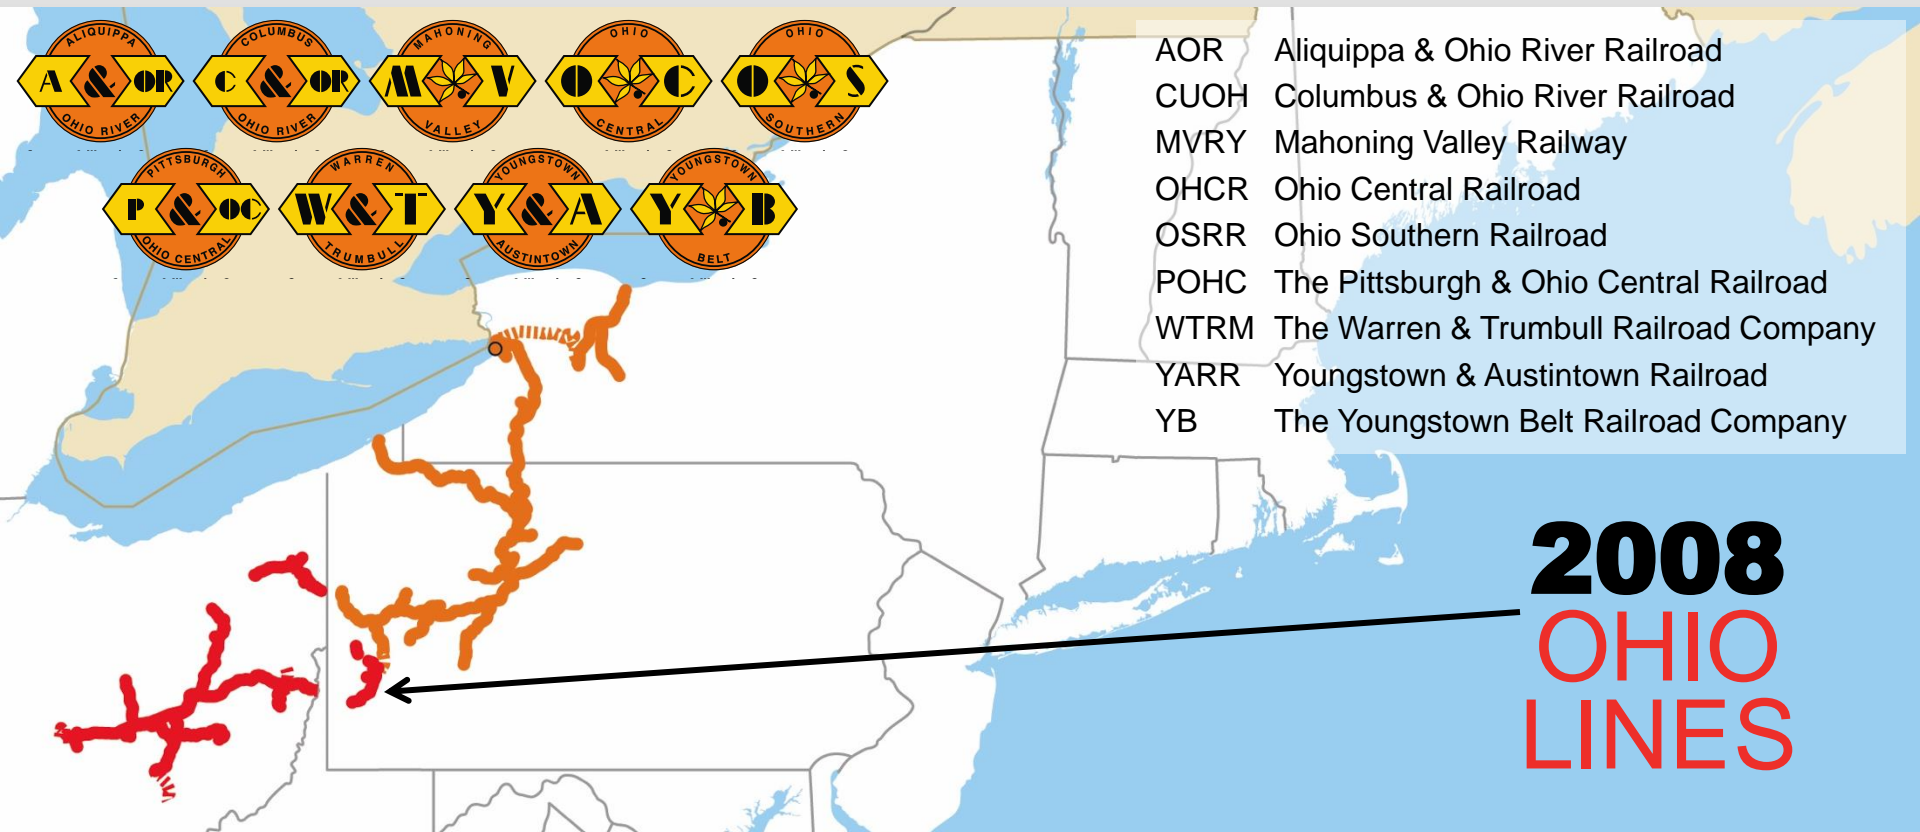 ALIQUIPPA
A & OR
OHIO RIVER
COLUMBUS
C & OR
OHIO RIVER
MAHONING
M V
VALLEY
OHIO
O C
CENTRAL
OHIO
O S
SOUTHERN
PITTSBURGH
P & OC
OHIO CENTRAL
WARREN
W & T
TRUMBULL
YOUNGSTOWN
Y & A
AUSTINTOWN
YOUNGSTOWN
Y B
BELT
AOR Aliquippa & Ohio River Railroad
CUOH Columbus & Ohio River Railroad
MVRY Mahoning Valley Railway
OHCR Ohio Central Railroad
OSRR Ohio Southern Railroad
POHC The Pittsburgh & Ohio Central Railroad
WTRM The Warren & Trumbull Railroad Company
YARR Youngstown & Austintown Railroad
YB The Youngstown Belt Railroad Company
2008
OHIO
LINES